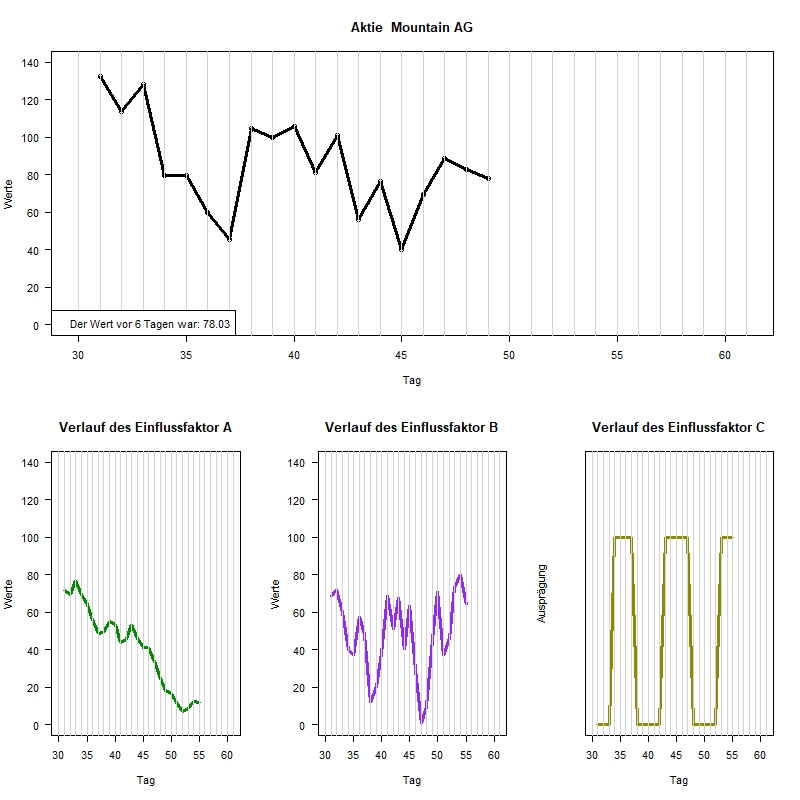 Aktie  Mountain AG
140
120
100
80
60
40
20
0
Werte
Der Wert vor 6 Tagen war: 78.03
30 35 40 45 50 55 60
Tag
Verlauf des Einflussfaktor A
140
120
100
80
60
40
20
0
Werte
30 35 40 45 50 55 60
Tag
Verlauf des Einflussfaktor B
140
120
100
80
60
40
20
0
Werte
30 35 40 45 50 55 60
Tag
Verlauf des Einflussfaktor C
Ausprägung
30 35 40 45 50 55 60
Tag